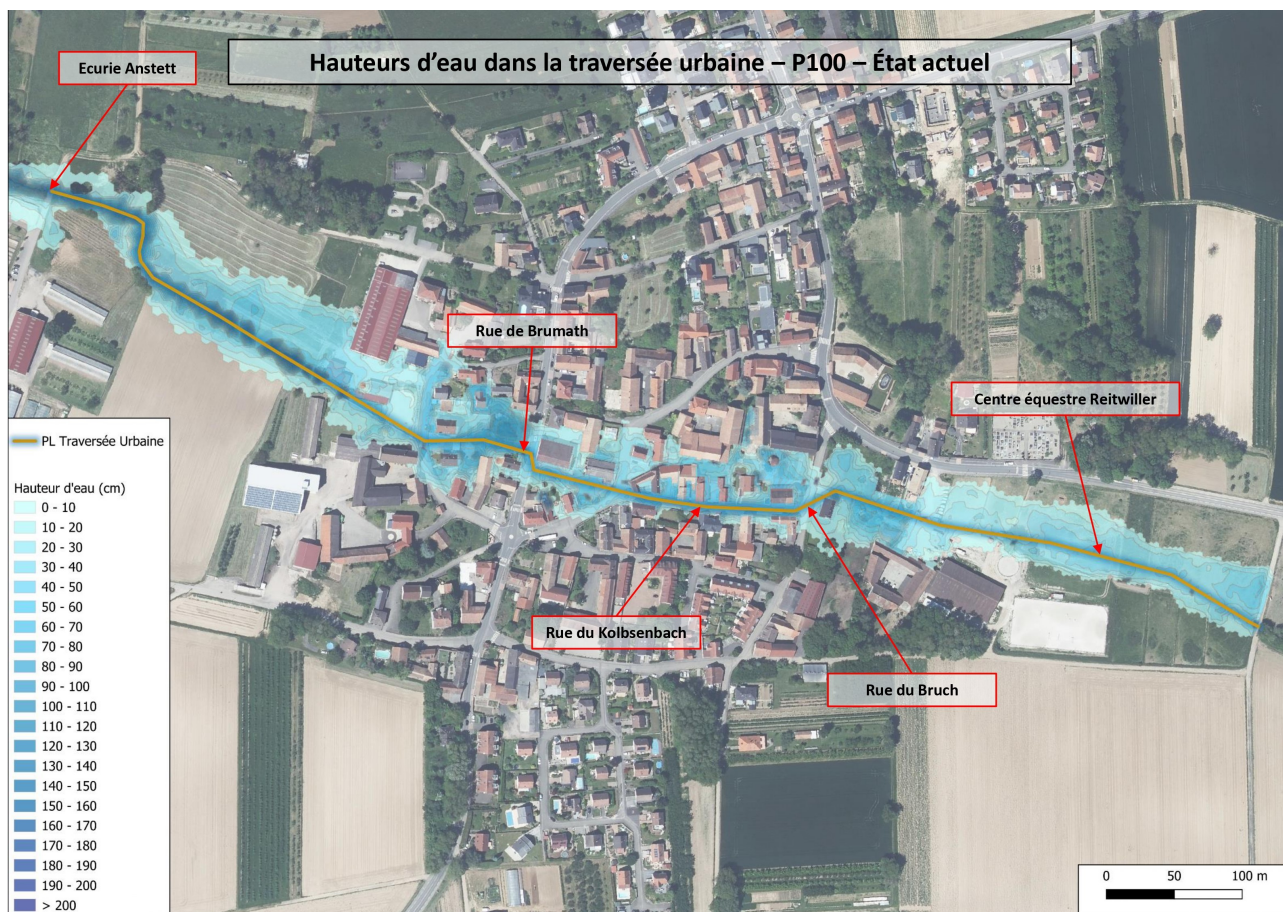 Hauteurs d’eau dans la traversée urbaine – P100 – État actuel
Ecurie Anstett
Rue de Brumath
Centre équestre Reitwiller
Rue du Kolbsenbach
Rue du Bruch
PL Traversée Urbaine
Hauteur d'eau (cm)
0 - 10
10 - 20
20 - 30
30 - 40
40 - 50
50 - 60
60 - 70
70 - 80
80 - 90
90 - 100
100 - 110
110 - 120
120 - 130
130 - 140
140 - 150
150 - 160
160 - 170
170 - 180
180 - 190
190 - 200
> 200
0 50 100 m